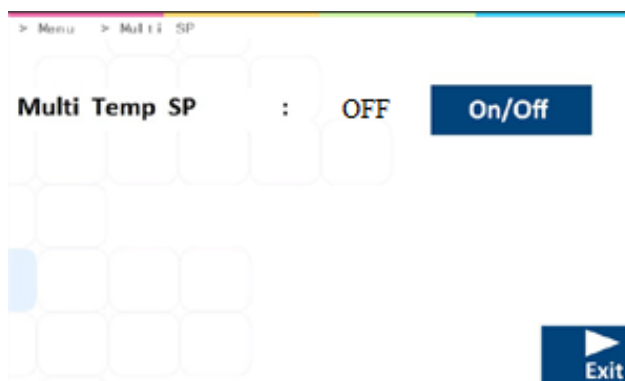 > Menu > Multi SP
Multi Temp SP : OFF On/Off
Exit